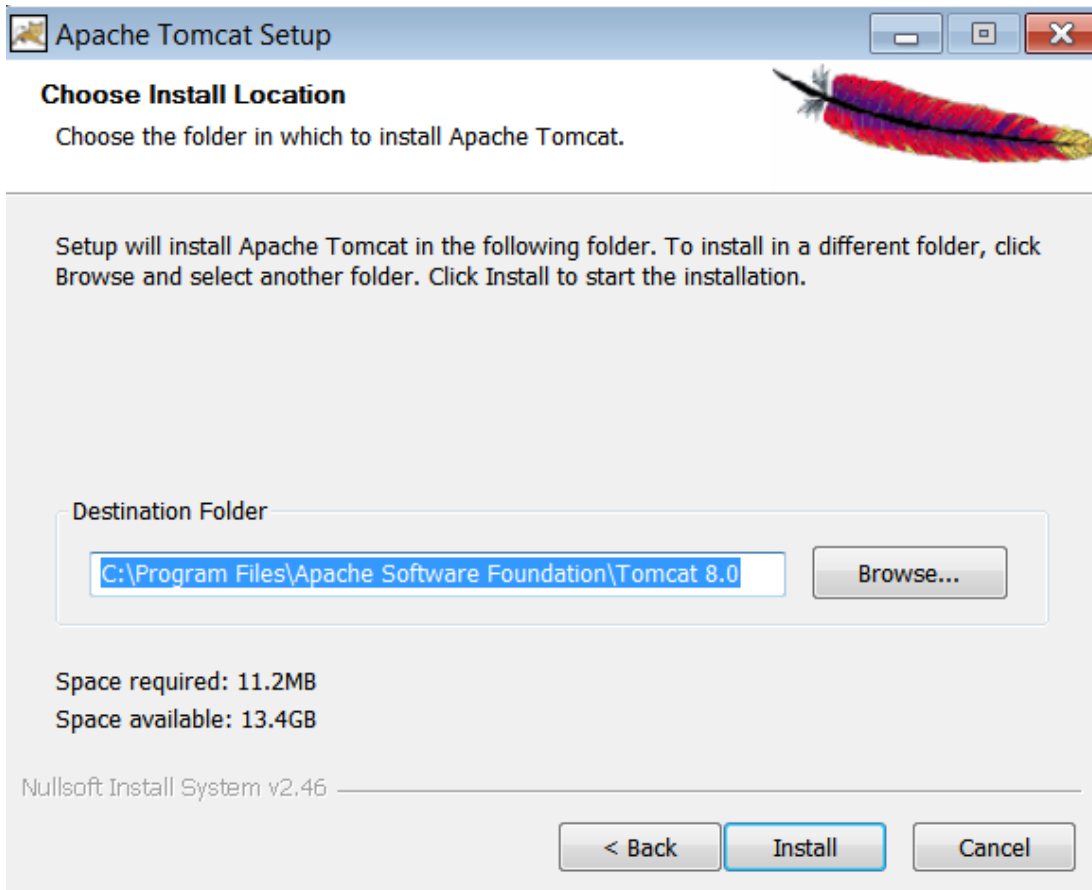 Apache Tomcat Setup
Choose Install Location
Choose the folder in which to install Apache Tomcat.
Setup will install Apache Tomcat in the following folder. To install in a different folder, click
Browse and select another folder. Click Install to start the installation.
Destination Folder
C:\Program Files\Apache Software Foundation\Tomcat 8.0
Browse...
Space required: 11.2MB
Space available: 13.4GB
Nullsoft Install System v2.46
< Back
Install
Cancel